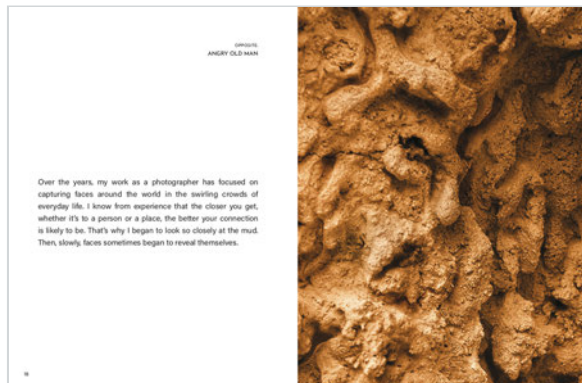 OPPOSITE:
ANGRY OLD MAN
Over the years, my work as a photographer has focused on
capturing faces around the world in the swirling crowds of
everyday life. I know from experience that the closer you get,
whether it's to a person or a place, the better your connection
is likely to be. That's why I began to look so closely at the mud.
Then, slowly, faces sometimes began to reveal themselves.